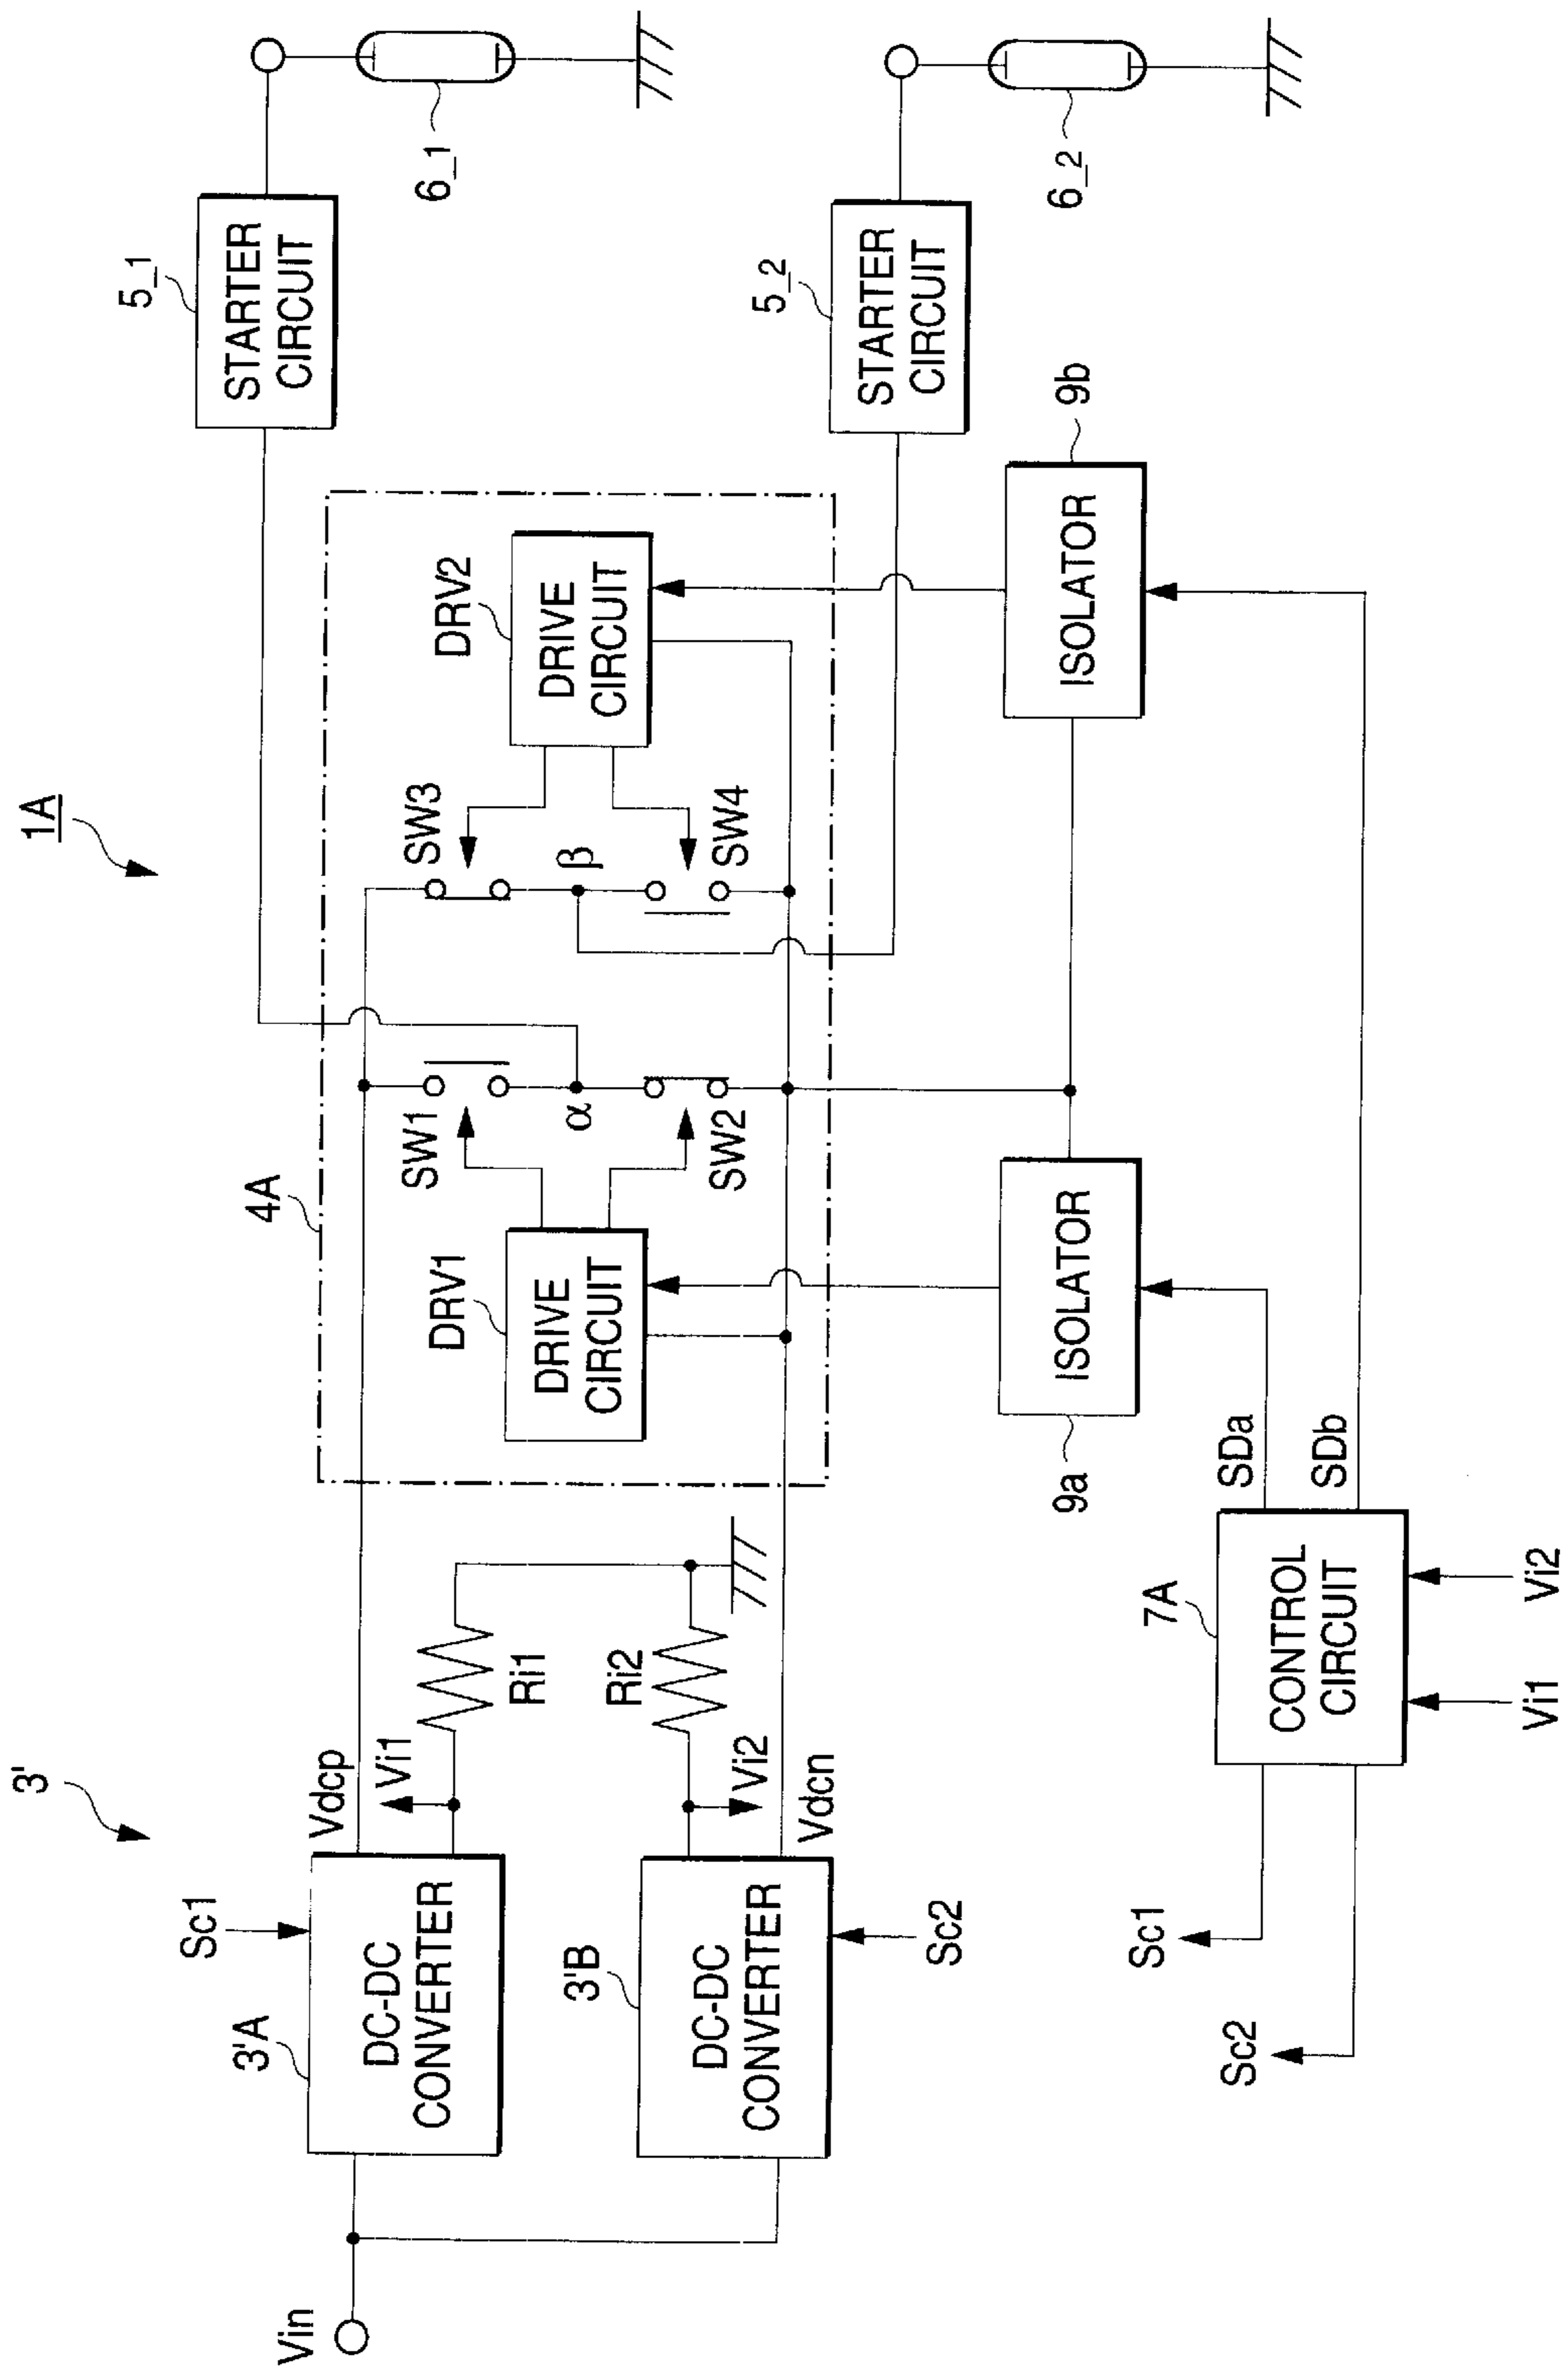 1A
3'
Vin
3'A
DC-DC
CONVERTER
Sc1
Vdcp
Vi1
Ri1
3'B
DC-DC
CONVERTER
Sc2
Vdcn
Vi2
Ri2
4A
DRV1
DRIVE
CIRCUIT
SW1
α
SW2
SW3
β
SW4
DRV2
DRIVE
CIRCUIT
5_1
STARTER
CIRCUIT
6_1
5_2
STARTER
CIRCUIT
6_2
9a
ISOLATOR
9b
ISOLATOR
7A
CONTROL
CIRCUIT
SDa
SDb
Sc1
Sc2
Vi1
Vi2